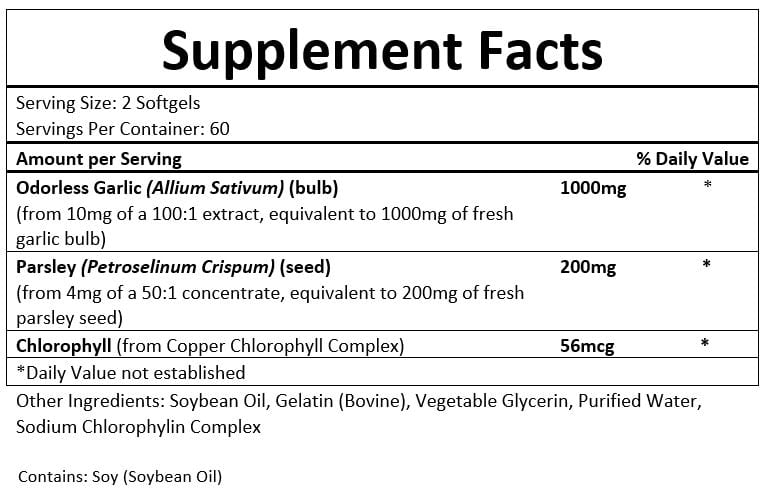 Supplement Facts
Serving Size: 2 Softgels
Servings Per Container: 60
Amount per Serving % Daily Value
Odorless Garlic (Allium Sativum) (bulb) 1000mg *
(from 10mg of a 100:1 extract, equivalent to 1000mg of fresh
garlic bulb)
Parsley (Petroselinum Crispum) (seed) 200mg *
(from 4mg of a 50:1 concentrate, equivalent to 200mg of fresh
parsley seed)
Chlorophyll (from Copper Chlorophyll Complex) 56mcg *
*Daily Value not established
Other Ingredients: Soybean Oil, Gelatin (Bovine), Vegetable Glycerin, Purified Water,
Sodium Chlorophylin Complex
Contains: Soy (Soybean Oil)